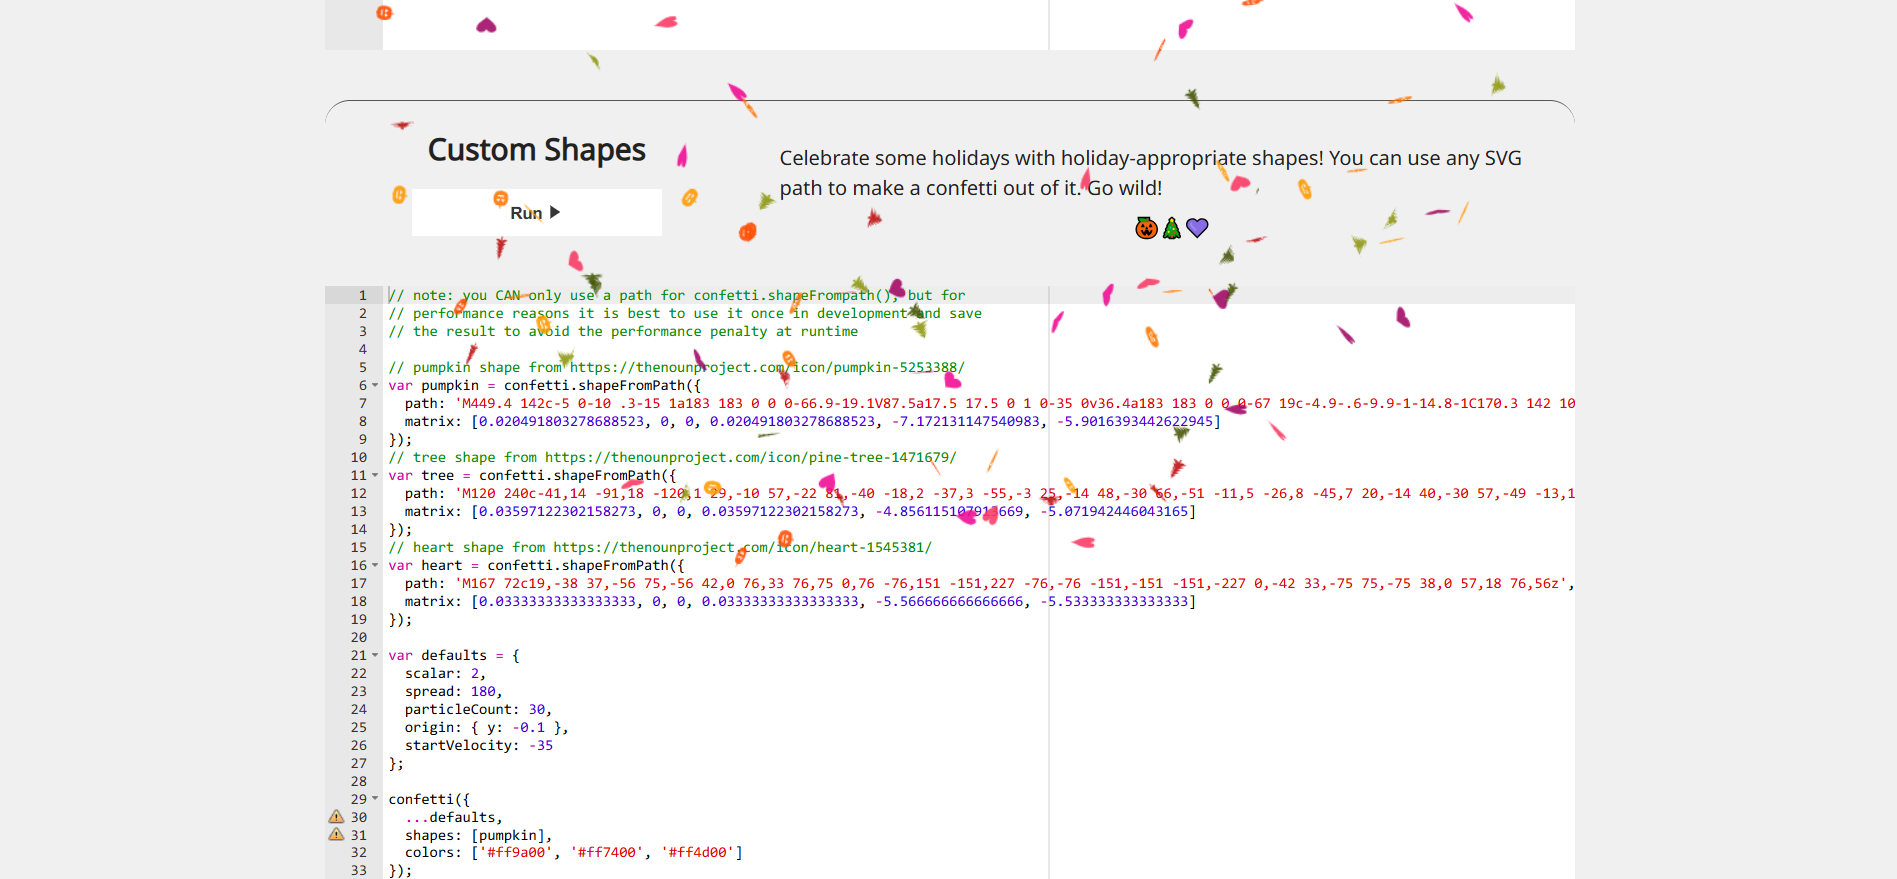 Custom Shapes
Run
Celebrate some holidays with holiday-appropriate shapes! You can use any SVG
path to make a confetti out of it. Go wild!
1 // note: you CAN only use a path for confetti.shapeFrompath(), but for
2 // performance reasons it is best to use it once in development and save
3 // the result to avoid the performance penalty at runtime
4
5 // pumpkin shape from https://thenounproject.com/icon/pumpkin-5253388/
6 var pumpkin = confetti.shapeFromPath({
7 path: 'M449.4 142c-5 0-10 .3-15 1a183 183 0 0 0-66.9-19.1V87.5a17.5 17.5 0 1 0-35 0v36.4a183 183 0 0 0-67 19c-4.9-.6-9.9-1-14.8-1C170.3 142 10
8 matrix: [0.020491803278688523, 0, 0, 0.020491803278688523, -7.172131147540983, -5.9016393442622945]
9 });
10 // tree shape from https://thenounproject.com/icon/pine-tree-1471679/
11 var tree = confetti.shapeFromPath({
12 path: 'M120 240c-41,14 -91,18 -120,1 29,-10 57,-22 81,-40 -18,2 -37,3 -55,-3 25,-14 48,-30 66,-51 -11,5 -26,8 -45,7 20,-14 40,-30 57,-49 -13,1
13 matrix: [0.03597122302158273, 0, 0, 0.03597122302158273, -4.856115107913669, -5.071942446043165]
14 });
15 // heart shape from https://thenounproject.com/icon/heart-1545381/
16 var heart = confetti.shapeFromPath({
17 path: 'M167 72c19,-38 37,-56 75,-56 42,0 76,33 76,75 0,76 -76,151 -151,227 -76,-76 -151,-151 -151,-227 0,-42 33,-75 75,-75 38,0 57,18 76,56z',
18 matrix: [0.03333333333333333, 0, 0, 0.03333333333333333, -5.566666666666666, -5.533333333333333]
19 });
20
21 var defaults = {
22 scalar: 2,
23 spread: 180,
24 particleCount: 30,
25 origin: { y: -0.1 },
26 startVelocity: -35
27 };
28
29 confetti({
30 ...defaults,
31 shapes: [pumpkin],
32 colors: ['#ff9a00', '#ff7400', '#ff4d00']
33 });